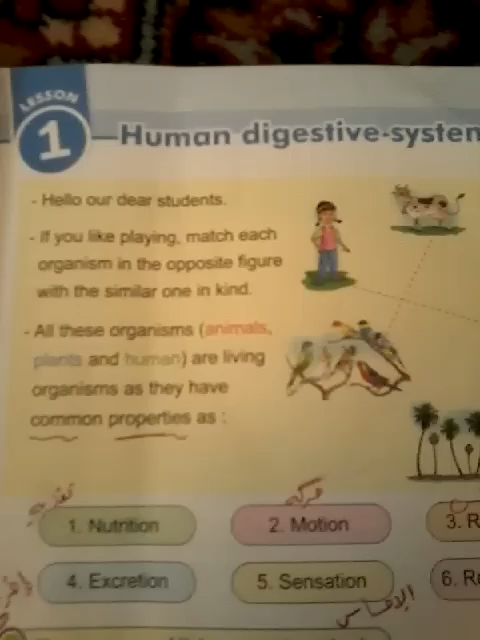 LESSON
1
Human digestive-system
- Hello our dear students.
- If you like playing, match each
organism in the opposite figure
with the similar one in kind.
- All these organisms (animals,
plants and human) are living
organisms as they have
common properties as :
تغذية
حركة
1. Nutrition
2. Motion
3. R
4. Excretion
5. Sensation
6. R
الإحساس